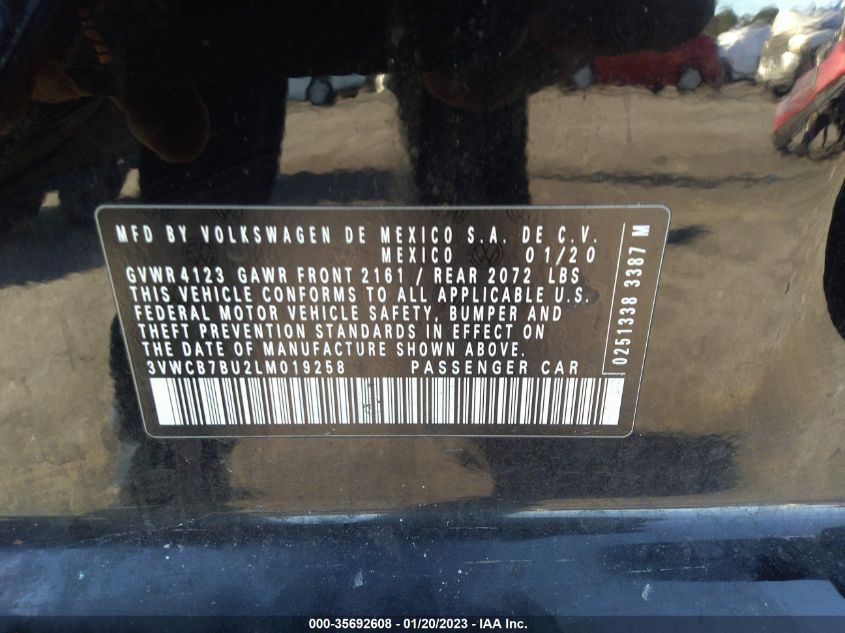 MFD BY VOLKSWAGEN DE MEXICO S.A. DE C.V.
MEXICO 01/20
GVWR 4123 GAWR FRONT 2161 / REAR 2072 LBS
THIS VEHICLE CONFORMS TO ALL APPLICABLE U.S.
FEDERAL MOTOR VEHICLE SAFETY, BUMPER AND
THEFT PREVENTION STANDARDS IN EFFECT ON
THE DATE OF MANUFACTURE SHOWN ABOVE.
3VWCB7BU2LM019258 PASSENGER CAR
0251338 3387 M
000-35692608 - 01/20/2023 - IAA Inc.